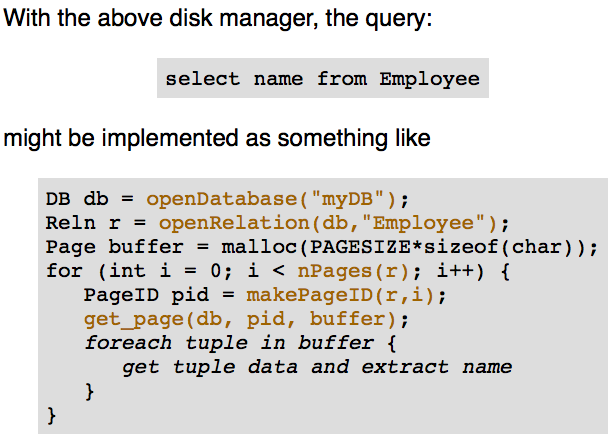 With the above disk manager, the query:
select name from Employee
might be implemented as something like
DB db = openDatabase("myDB");
Reln r = openRelation(db,"Employee");
Page buffer = malloc(PAGESIZE*sizeof(char));
for (int i = 0; i < nPages(r); i++) {
   PageID pid = makePageID(r,i);
   get_page(db, pid, buffer);
   foreach tuple in buffer {
      get tuple data and extract name
   }
}